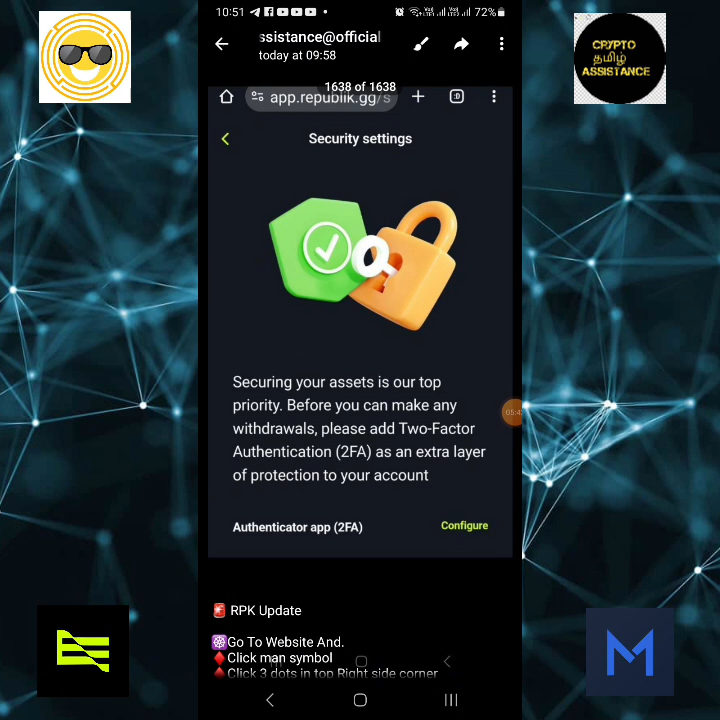 10:51
72%
ssistance@official
today at 09:58
1638 of 1638
app.republik.gg/s
:D
Security settings
Securing your assets is our top
priority. Before you can make any
withdrawals, please add Two-Factor
Authentication (2FA) as an extra layer
of protection to your account
Authenticator app (2FA)
Configure
RPK Update
Go To Website And.
Click man symbol
Click 3 dots in top Right side corner
CRYPTO
தமிழ்
ASSISTANCE